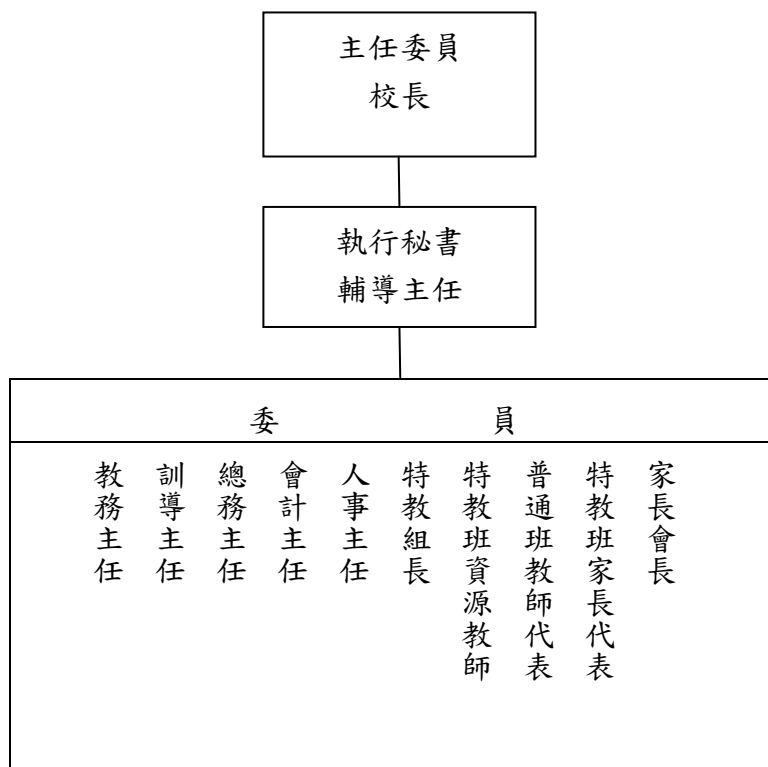 主任委員
校長
執行秘書
輔導主任
委 員
教務主任
訓導主任
總務主任
會計主任
人事主任
特教組長
特教班資源教師
普通班教師代表
特教班家長代表
家長會長